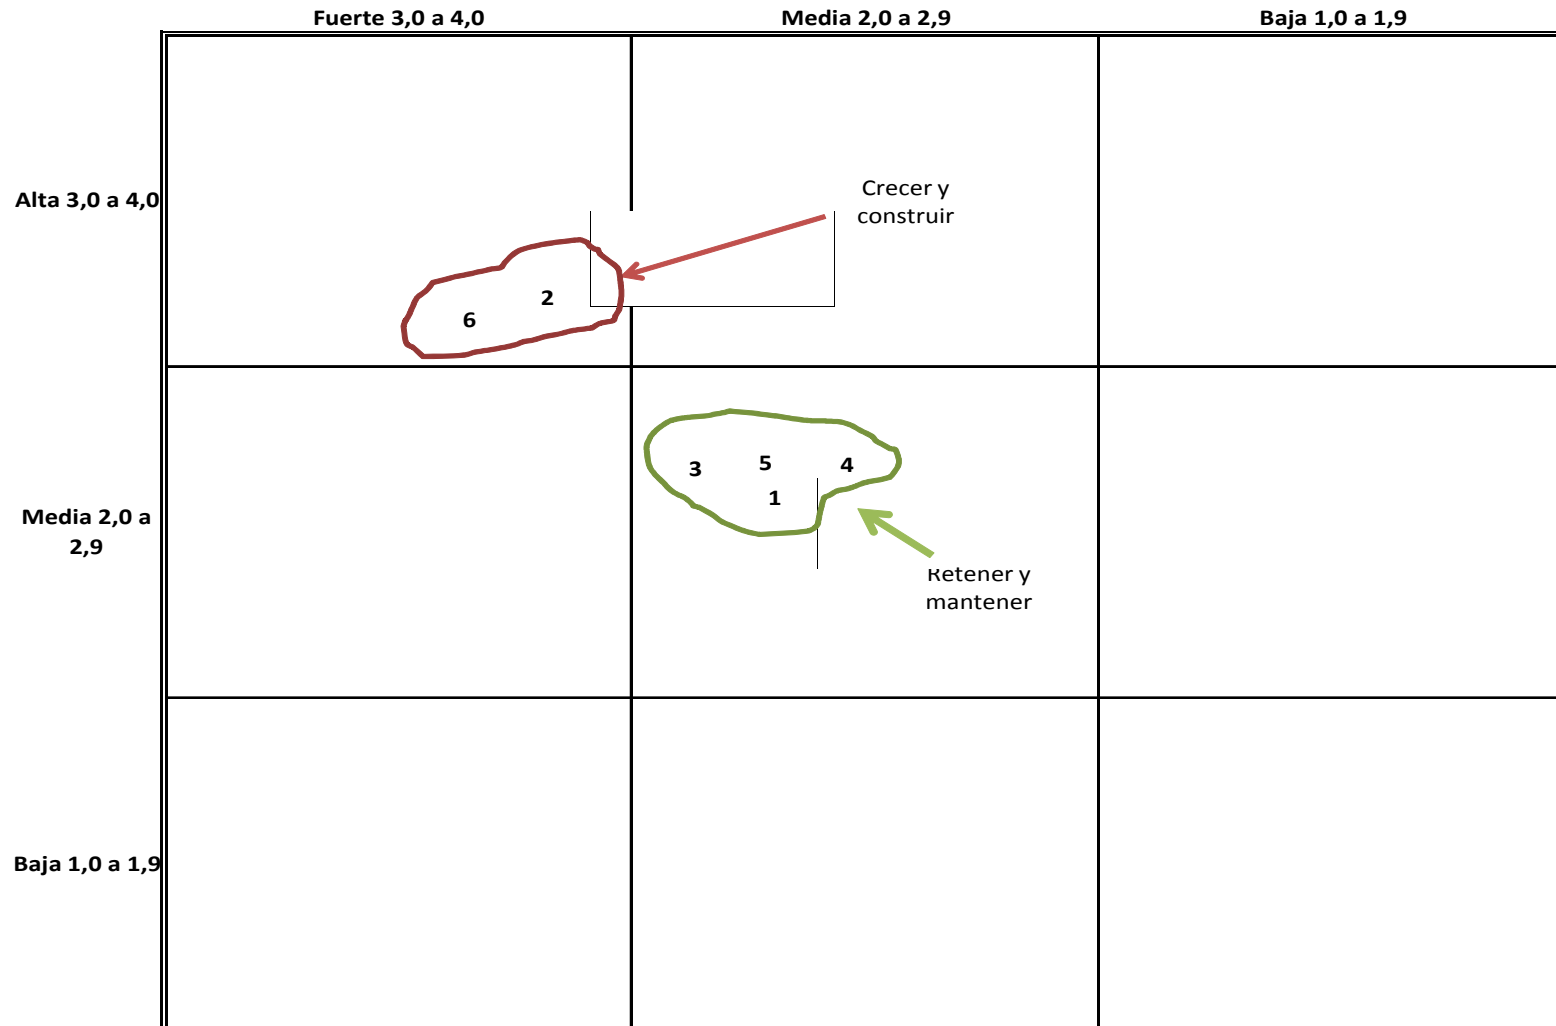 Fuerte 3,0 a 4,0
Media 2,0 a 2,9
Baja 1,0 a 1,9
Alta 3,0 a 4,0
Crecer y
construir
2
6
3
5
4
1
Media 2,0 a
2,9
Retener y
mantener
Baja 1,0 a 1,9